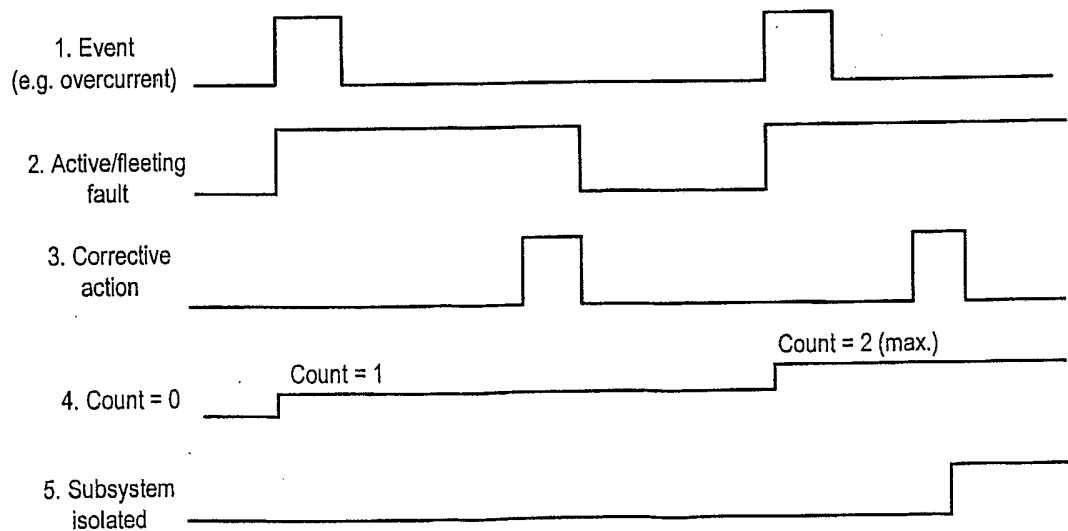 1. Event
(e.g. overcurrent)
2. Active/fleeting
fault
3. Corrective
action
Count = 2 (max.)
Count = 1
4. Count = 0
5. Subsystem
isolated